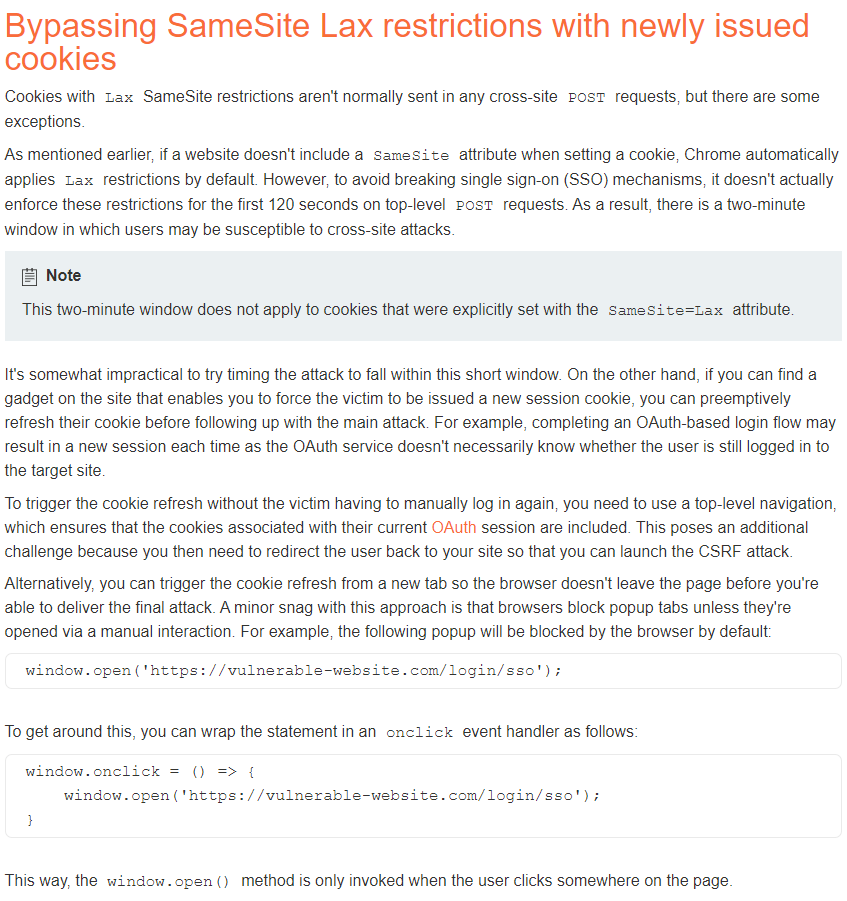 Bypassing SameSite Lax restrictions with newly issued
cookies
Cookies with Lax SameSite restrictions aren't normally sent in any cross-site POST requests, but there are some
exceptions.
As mentioned earlier, if a website doesn't include a SameSite attribute when setting a cookie, Chrome automatically
applies Lax restrictions by default. However, to avoid breaking single sign-on (SSO) mechanisms, it doesn't actually
enforce these restrictions for the first 120 seconds on top-level POST requests. As a result, there is a two-minute
window in which users may be susceptible to cross-site attacks.
Note
This two-minute window does not apply to cookies that were explicitly set with the SameSite=Lax attribute.
It's somewhat impractical to try timing the attack to fall within this short window. On the other hand, if you can find a
gadget on the site that enables you to force the victim to be issued a new session cookie, you can preemptively
refresh their cookie before following up with the main attack. For example, completing an OAuth-based login flow may
result in a new session each time as the OAuth service doesn't necessarily know whether the user is still logged in to
the target site.
To trigger the cookie refresh without the victim having to manually log in again, you need to use a top-level navigation,
which ensures that the cookies associated with their current OAuth session are included. This poses an additional
challenge because you then need to redirect the user back to your site so that you can launch the CSRF attack.
Alternatively, you can trigger the cookie refresh from a new tab so the browser doesn't leave the page before you're
able to deliver the final attack. A minor snag with this approach is that browsers block popup tabs unless they're
opened via a manual interaction. For example, the following popup will be blocked by the browser by default:
window.open('https://vulnerable-website.com/login/sso');
To get around this, you can wrap the statement in an onclick event handler as follows:
window.onclick = () => {
    window.open('https://vulnerable-website.com/login/sso');
}
This way, the window.open() method is only invoked when the user clicks somewhere on the page.